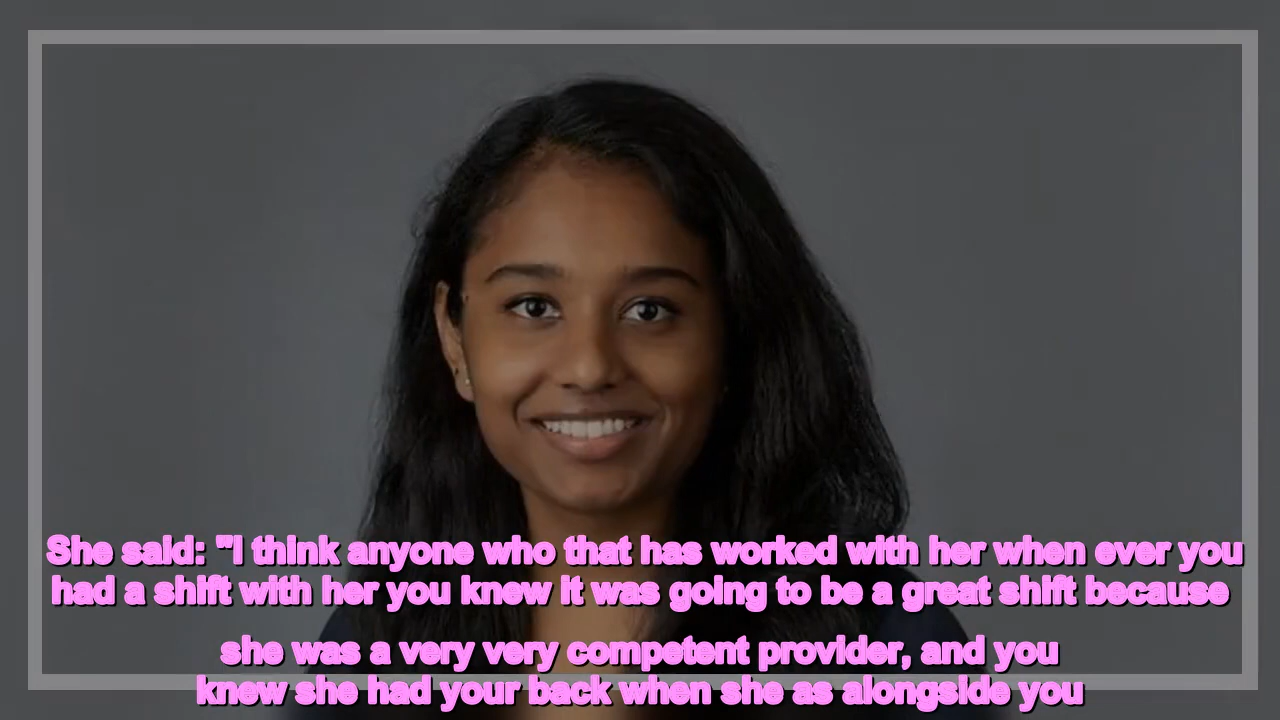 She said: "I think anyone who that has worked with her when ever you
had a shift with her you knew it was going to be a great shift because
she was a very very competent provider, and you
knew she had your back when she as alongside you